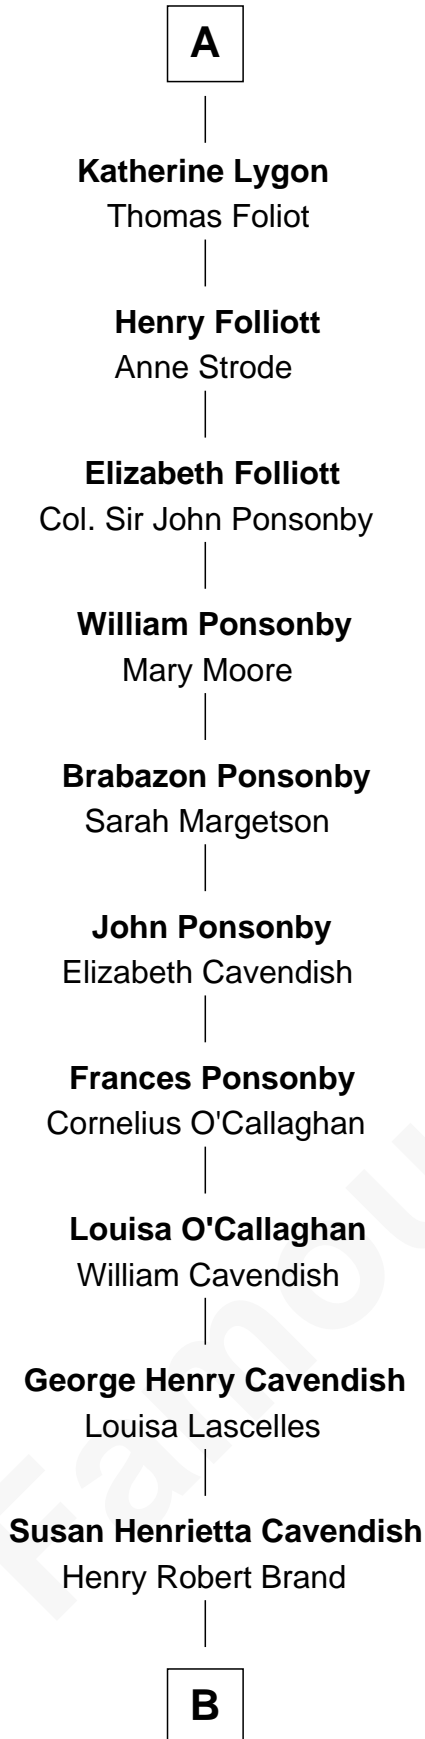 A
Katherine Lygon
Thomas Foliot
Henry Folliott
Anne Strode
Elizabeth Folliott
Col. Sir John Ponsonby
William Ponsonby
Mary Moore
Brabazon Ponsonby
Sarah Margetson
John Ponsonby
Elizabeth Cavendish
Frances Ponsonby
Cornelius O'Callaghan
Louisa O'Callaghan
William Cavendish
George Henry Cavendish
Louisa Lascelles
Susan Henrietta Cavendish
Henry Robert Brand
B
Famou